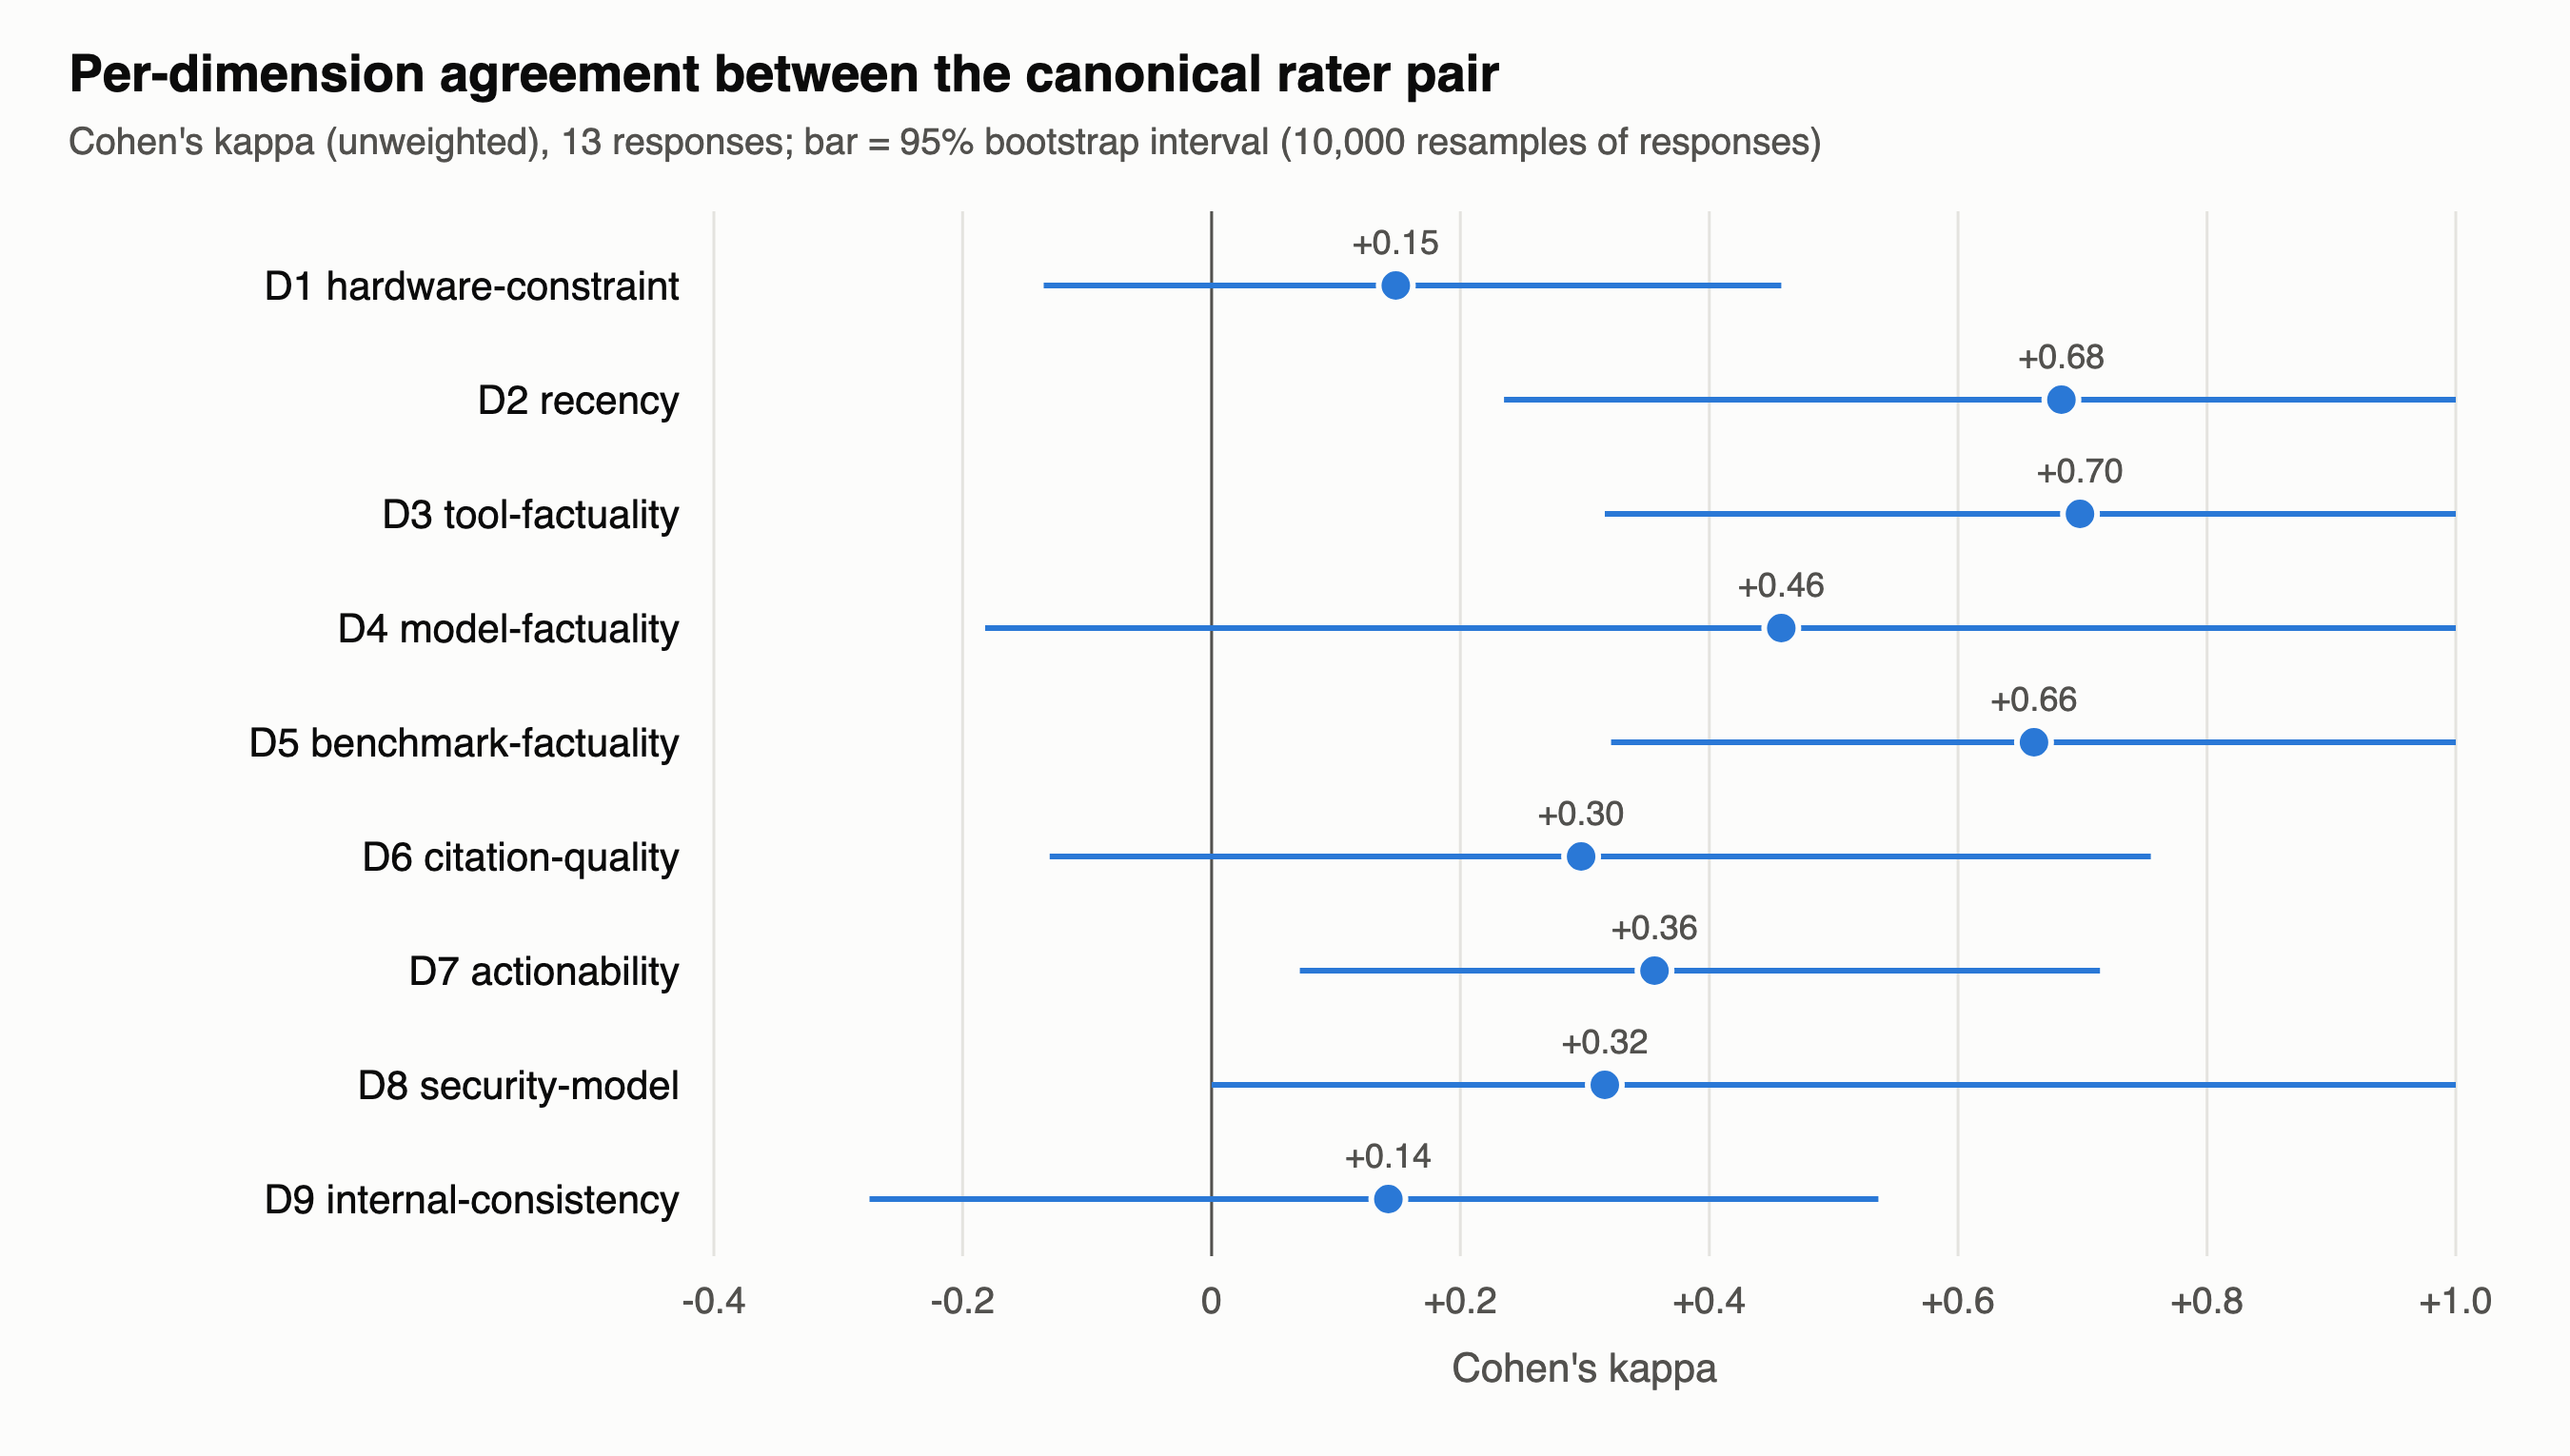 Per-dimension agreement between the canonical rater pair
Cohen's kappa (unweighted), 13 responses; bar = 95% bootstrap interval (10,000 resamples of responses)
+0.15
D1 hardware-constraint
+0.68
D2 recency
+0.70
D3 tool-factuality
+0.46
D4 model-factuality
+0.66
D5 benchmark-factuality
+0.30
D6 citation-quality
+0.36
D7 actionability
+0.32
D8 security-model
+0.14
D9 internal-consistency
-0.4 -0.2 0 +0.2 +0.4 +0.6 +0.8 +1.0
Cohen's kappa